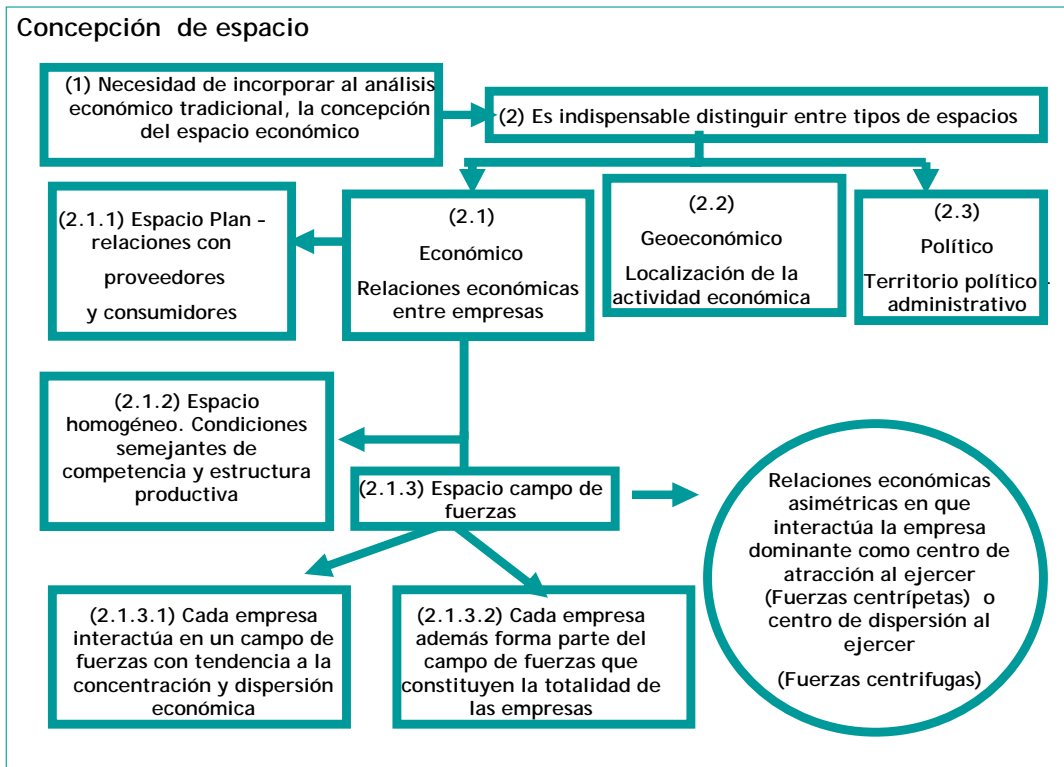 Concepción de espacio
(1) Necesidad de incorporar al análisis
económico tradicional, la concepción
del espacio económico
(2) Es indispensable distinguir entre tipos de espacios
(2.1.1) Espacio Plan –
relaciones con
proveedores
y consumidores
(2.1)
Económico
Relaciones económicas
entre empresas
(2.2)
Geoeconómico
Localización de la
actividad económica
(2.3)
Político
Territorio político -
administrativo
(2.1.2) Espacio
homogéneo. Condiciones
semejantes de
competencia y estructura
productiva
(2.1.3) Espacio campo de
fuerzas
Relaciones económicas
asimétricas en que
interactúa la empresa
dominante como centro de
atracción al ejercer
(Fuerzas centrípetas) o
centro de dispersión al
ejercer
(Fuerzas centrifugas)
(2.1.3.1) Cada empresa
interactúa en un campo de
fuerzas con tendencia a la
concentración y dispersión
económica
(2.1.3.2) Cada empresa
además forma parte del
campo de fuerzas que
constituyen la totalidad de
las empresas